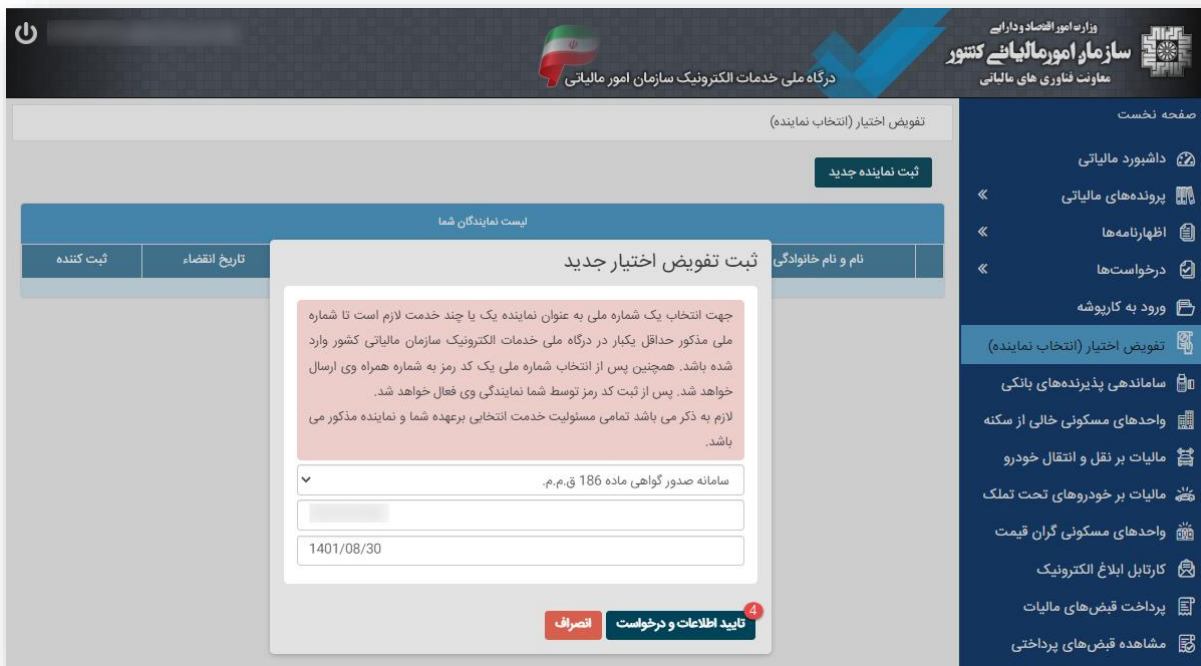 وزارت امور اقتصاد و دارایی
سازمان امور مالیاتی کشور
معاونت فناوری های مالیاتی
درگاه ملی خدمات الکترونیک سازمان امور مالیاتی
صفحه نخست
داشبورد مالیاتی
پرونده‌های مالیاتی
اظهارنامه‌ها
درخواست‌ها
ورود به کارپوشه
تفویض اختیار (انتخاب نماینده)
ساماندهی پذیرنده‌های بانکی
واحدهای مسکونی خالی از سکنه
مالیات بر نقل و انتقال خودرو
مالیات بر خودروهای تحت تملک
واحدهای مسکونی گران قیمت
کارتابل ابلاغ الکترونیک
پرداخت قبض‌های مالیات
مشاهده قبض‌های پرداختی
تفویض اختیار (انتخاب نماینده)
ثبت نماینده جدید
لیست نمایندگان شما
نام و نام خانوادگی
تاریخ انقضاء
ثبت کننده
ثبت تفویض اختیار جدید
جهت انتخاب یک شماره ملی به عنوان نماینده یک یا چند خدمت لازم است تا شماره
ملی مذکور حداقل یکبار در درگاه ملی خدمات الکترونیک سازمان مالیاتی کشور وارد
شده باشد. همچنین پس از انتخاب شماره ملی یک کد رمز به شماره همراه وی ارسال
خواهد شد. پس از ثبت کد رمز توسط شما نمایندگی وی فعال خواهد شد.
لازم به ذکر می باشد تمامی مسئولیت خدمت انتخابی برعهده شما و نماینده مذکور می
باشد.
سامانه صدور گواهی ماده 186 ق.م.م.
1401/08/30
4
تایید اطلاعات و درخواست
انصراف